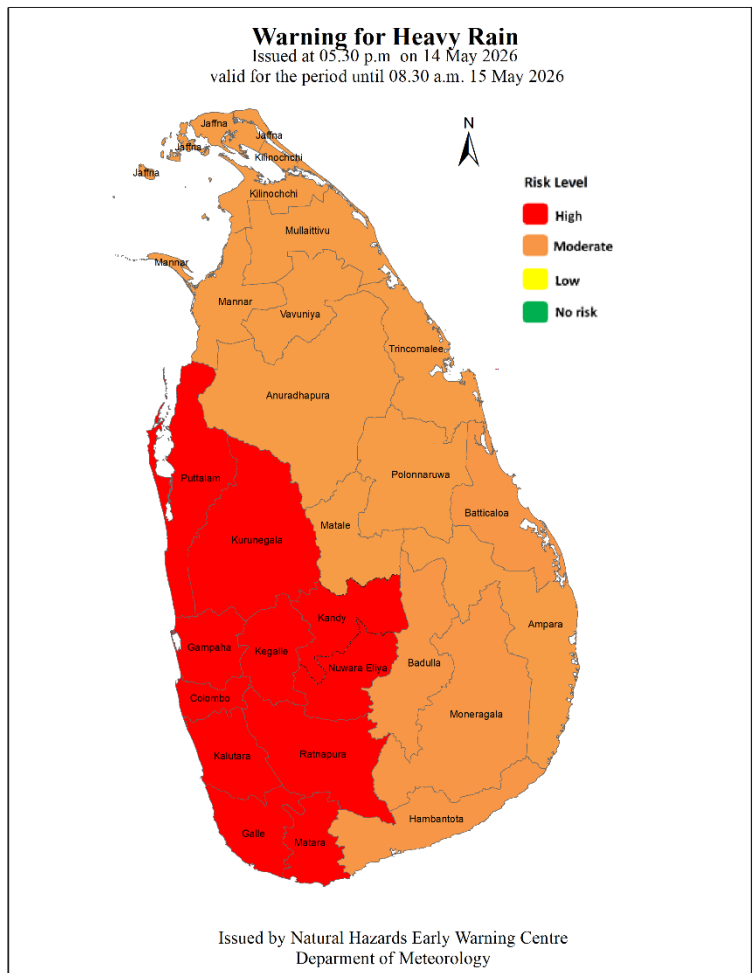 Warning for Heavy Rain
Issued at 05.30 p.m on 14 May 2026
valid for the period until 08.30 a.m. 15 May 2026
N
Risk Level
High
Moderate
Low
No risk
Jaffna
Jaffna
Jaffna
Kilinochchi
Jaffna
Kilinochchi
Mullaittivu
Mannar
Mannar
Vavuniya
Trincomalee
Anuradhapura
Puttalam
Polonnaruwa
Batticaloa
Matale
Kurunegala
Kandy
Ampara
Gampaha
Kegalle
Nuwara Eliya
Badulla
Colombo
Moneragala
Kalutara
Ratnapura
Hambantota
Galle
Matara
Issued by Natural Hazards Early Warning Centre
Deparment of Meteorology